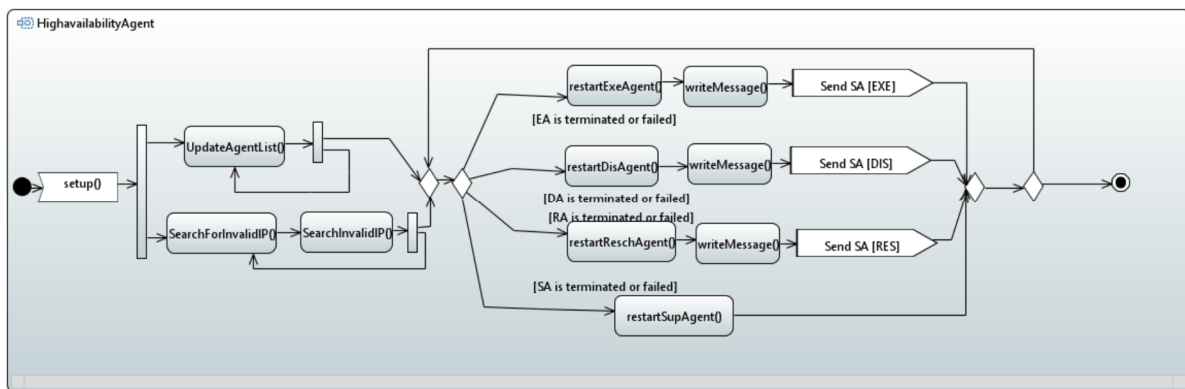 HighavailabilityAgent
setup()
UpdateAgentList()
SearchForInvalidIP()
SearchInvalidIP()
restartExeAgent()
writeMessage()
Send SA [EXE]
[EA is terminated or failed]
restartDisAgent()
writeMessage()
Send SA [DIS]
[DA is terminated or failed]
[RA is terminated or failed]
restartReschAgent()
writeMessage()
Send SA [RES]
[SA is terminated or failed]
restartSupAgent()